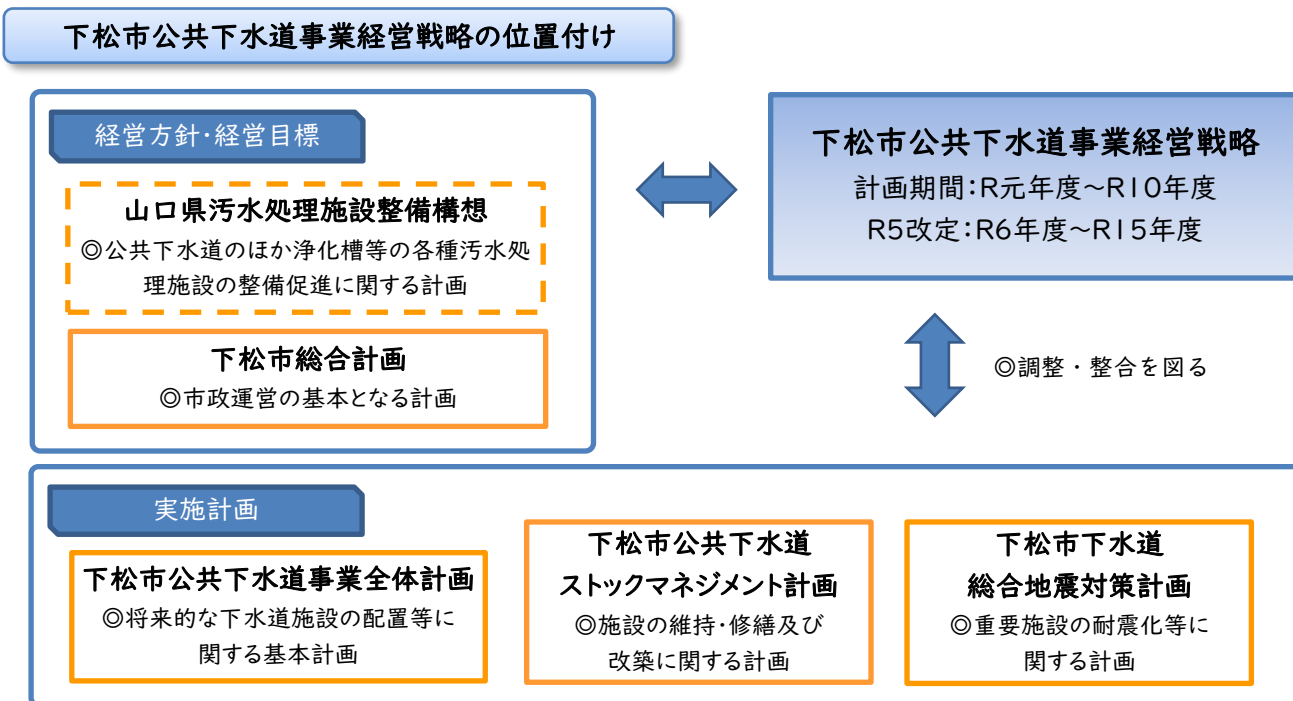 下松市公共下水道事業経営戦略の位置付け
経営方針・経営目標
山口県汚水処理施設整備構想
◎公共下水道のほか浄化槽等の各種汚水処
理施設の整備促進に関する計画
下松市総合計画
◎市政運営の基本となる計画
下松市公共下水道事業経営戦略
計画期間：R元年度～R10年度
R5改定：R6年度～R15年度
◎調整・整合を図る
実施計画
下松市公共下水道事業全体計画
◎将来的な下水道施設の配置等に
関する基本計画
下松市公共下水道
ストックマネジメント計画
◎施設の維持・修繕及び
改築に関する計画
下松市下水道
総合地震対策計画
◎重要施設の耐震化等に
関する計画